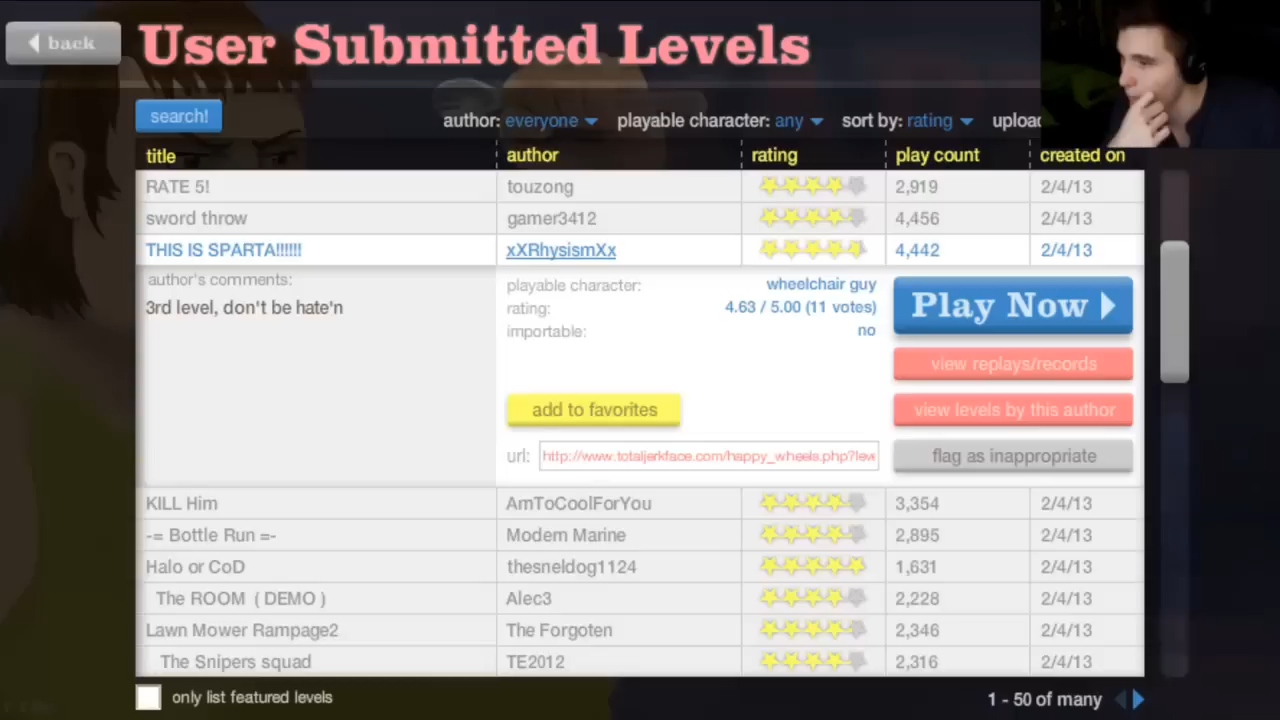 back
User Submitted Levels
search!
author: everyone playable character: any sort by: rating uploa
title author rating play count created on
RATE 5! touzong 2,919 2/4/13
sword throw gamer3412 4,456 2/4/13
THIS IS SPARTA!!!!!! xXRhysismXx 4,442 2/4/13
author's comments:
3rd level, don't be hate'n
playable character: wheelchair guy
rating: 4.63 / 5.00 (11 votes)
importable: no
add to favorites
url: http://www.totaljerkface.com/happy_wheels.php?lev
Play Now
view replays/records
view levels by this author
flag as inappropriate
KILL Him AmToCoolForYou 3,354 2/4/13
-= Bottle Run =- Modern Marine 2,895 2/4/13
Halo or CoD thesneldog1124 1,631 2/4/13
The ROOM ( DEMO ) Alec3 2,228 2/4/13
Lawn Mower Rampage2 The Forgoten 2,346 2/4/13
The Snipers squad TE2012 2,316 2/4/13
only list featured levels 1 - 50 of many